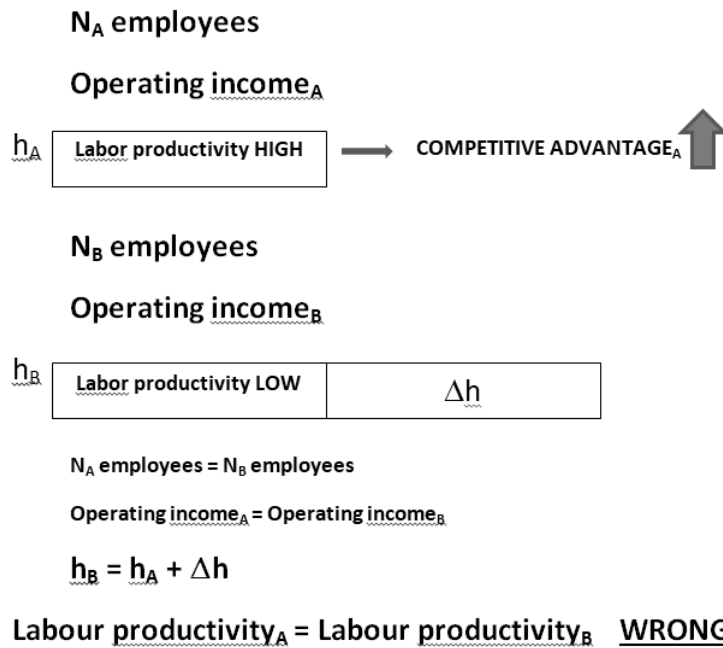 N_A employees
Operating income_A
h_A Labor productivity HIGH COMPETITIVE ADVANTAGE_A
N_B employees
Operating income_B
h_B Labor productivity LOW Δh
N_A employees = N_B employees
Operating income_A = Operating income_B
h_B = h_A + Δh
Labour productivity_A = Labour productivity_B WRONG